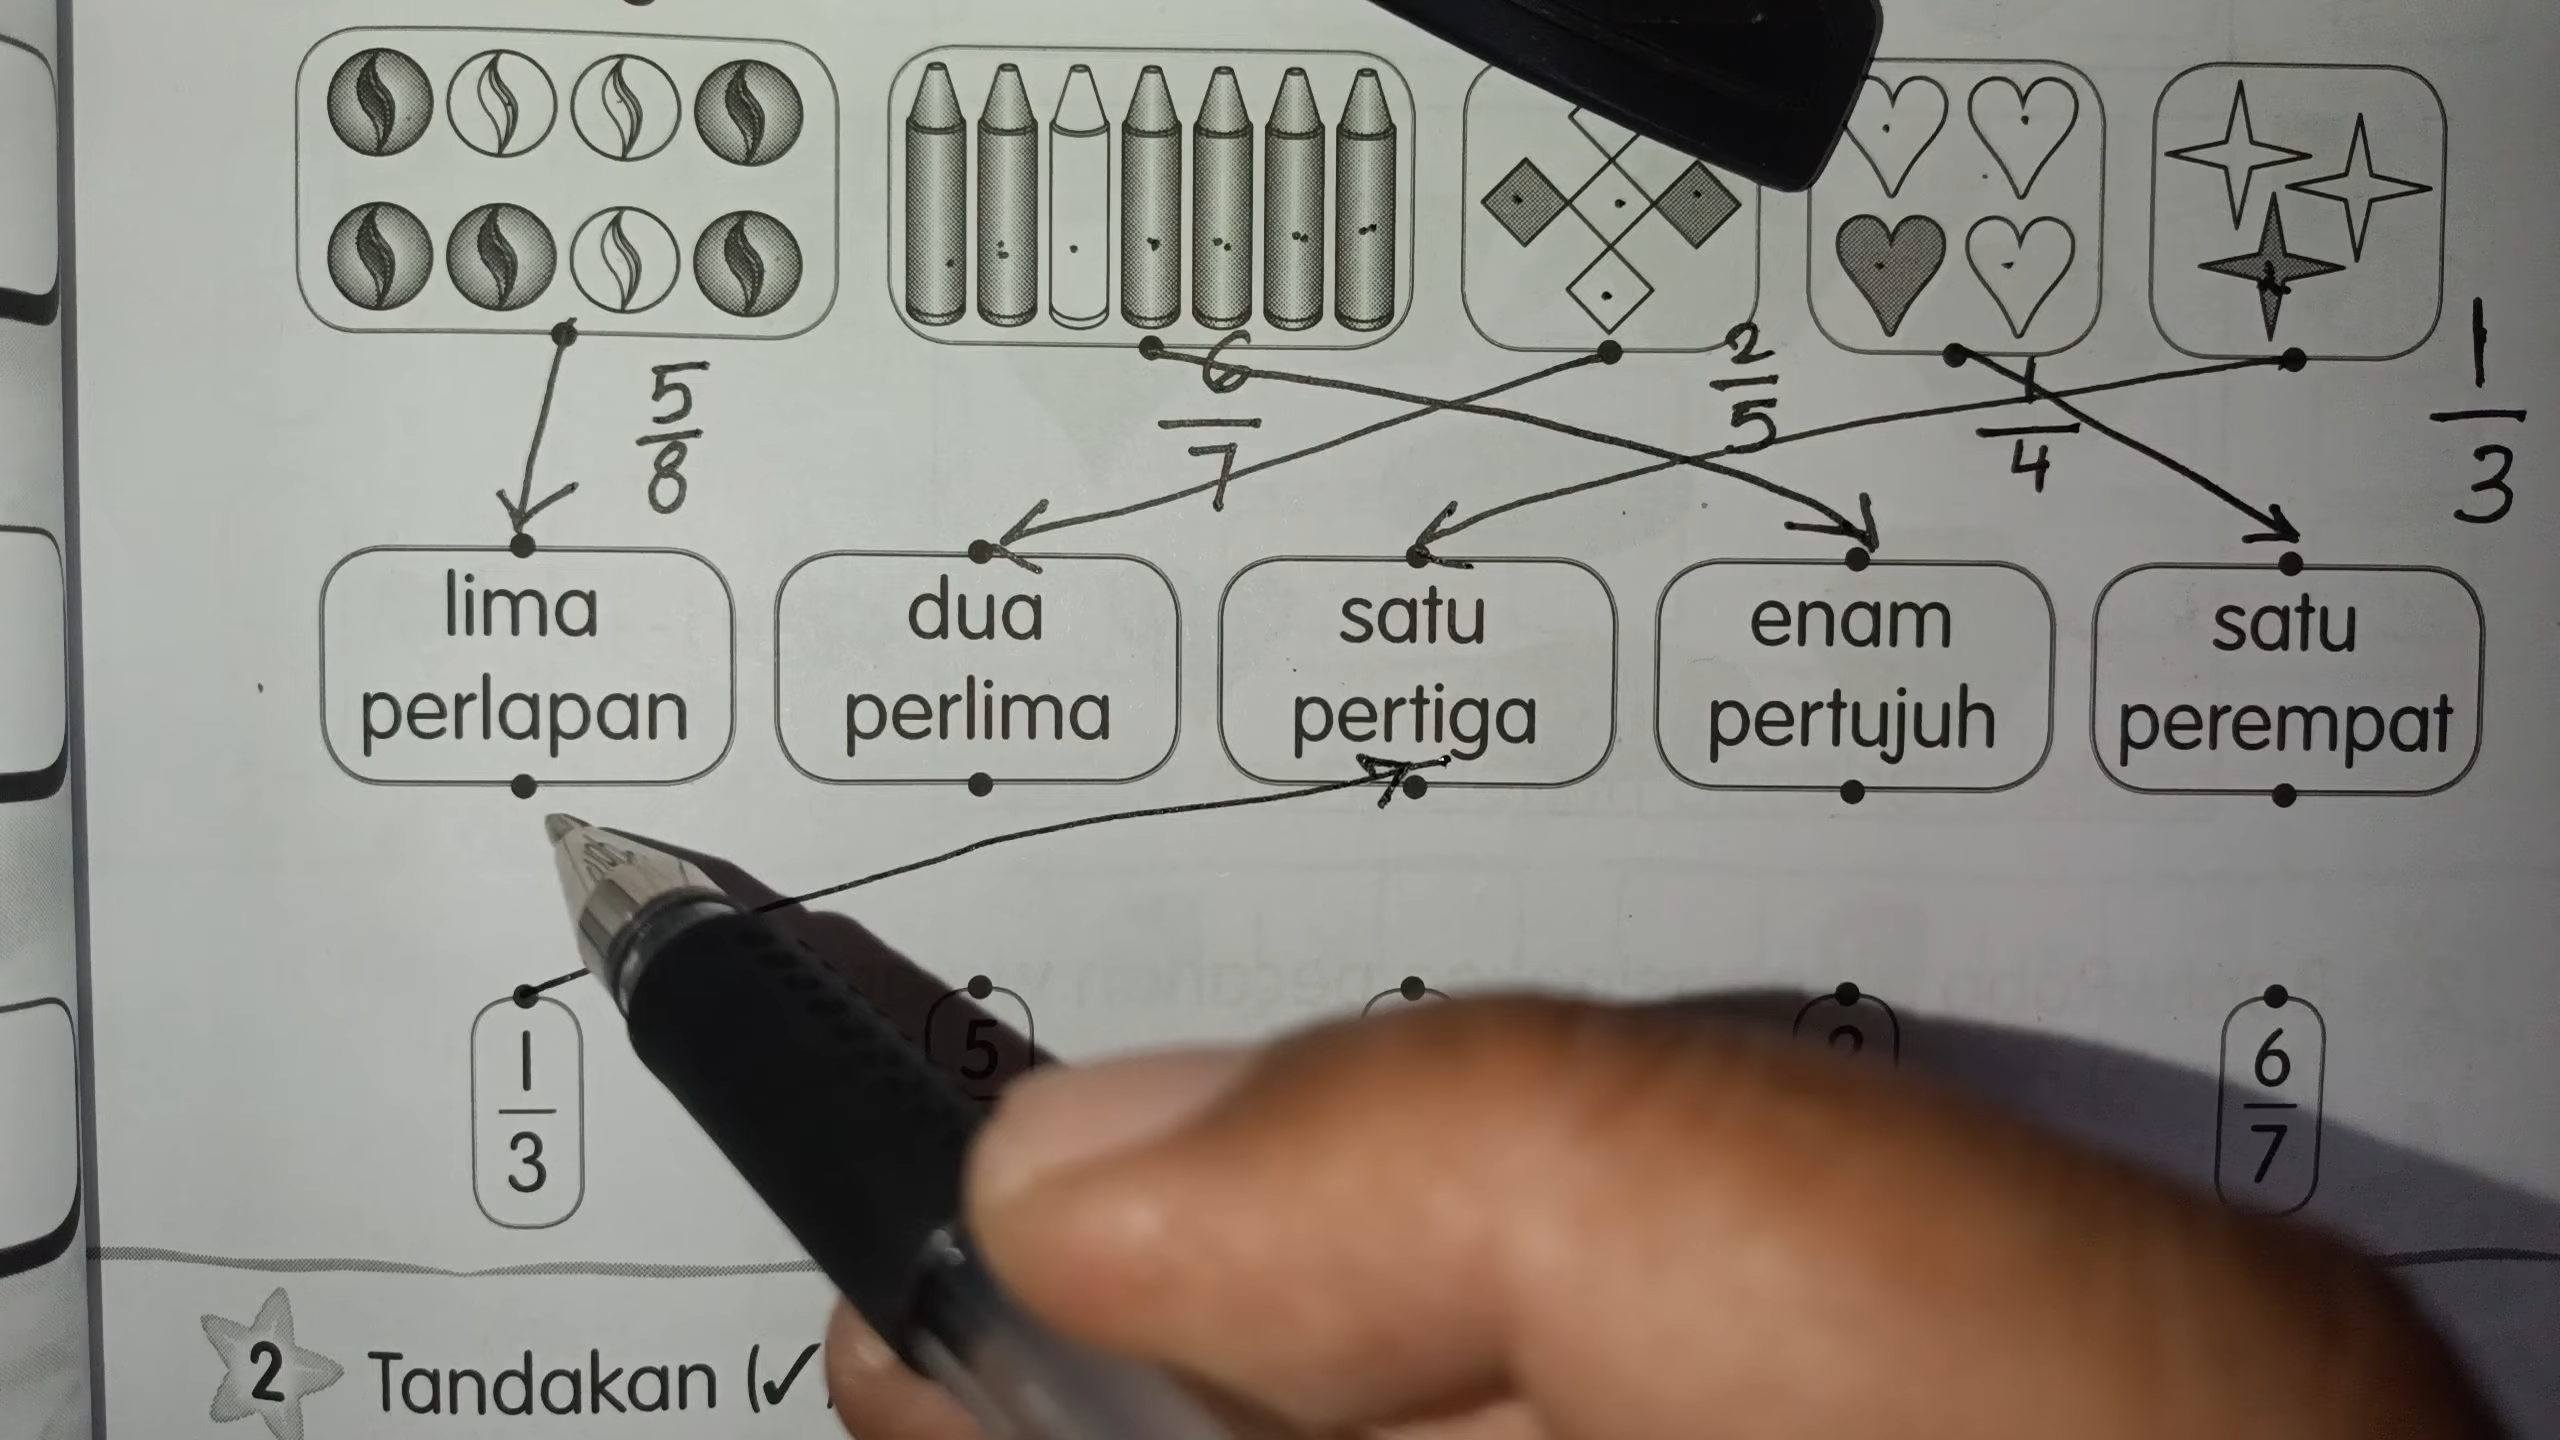 5
8
6
7
2
5
1
4
1
3
lima
perlapan
dua
perlima
satu
pertiga
enam
pertujuh
satu
perempat
1
3
5
6
7
2
Tandakan (✓